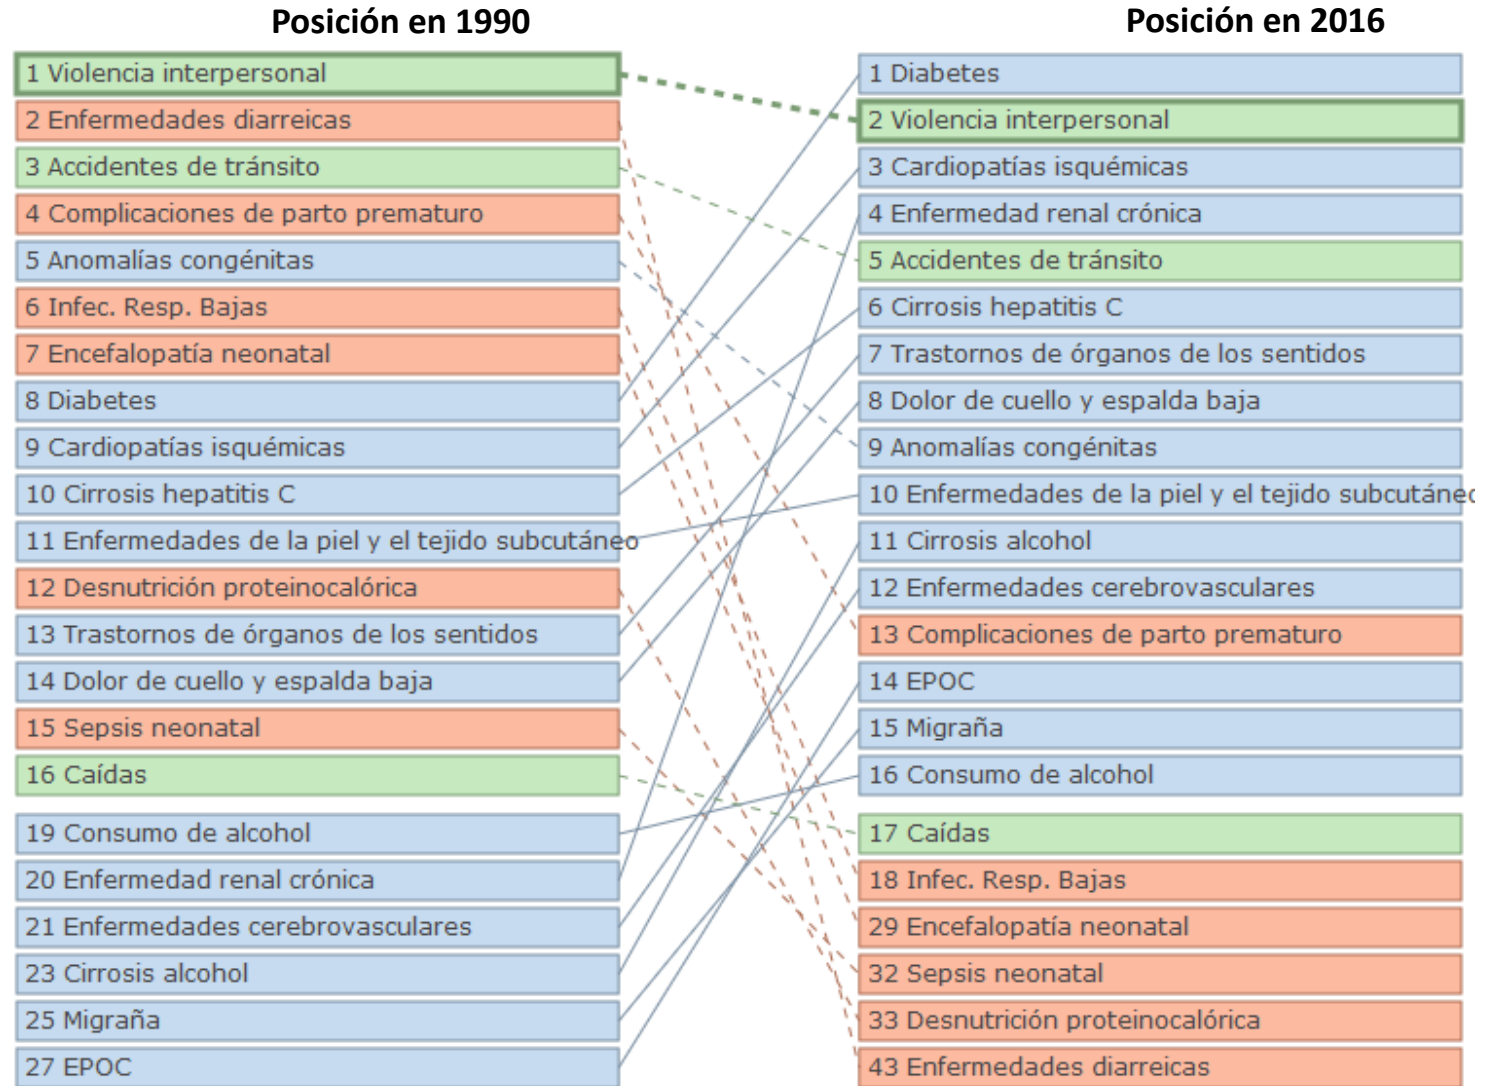 Posición en 1990
1 Violencia interpersonal
2 Enfermedades diarreicas
3 Accidentes de tránsito
4 Complicaciones de parto prematuro
5 Anomalías congénitas
6 Infec. Resp. Bajas
7 Encefalopatía neonatal
8 Diabetes
9 Cardiopatías isquémicas
10 Cirrosis hepatitis C
11 Enfermedades de la piel y el tejido subcutáneo
12 Desnutrición proteinocalórica
13 Trastornos de órganos de los sentidos
14 Dolor de cuello y espalda baja
15 Sepsis neonatal
16 Caídas
19 Consumo de alcohol
20 Enfermedad renal crónica
21 Enfermedades cerebrovasculares
23 Cirrosis alcohol
25 Migraña
27 EPOC
Posición en 2016
1 Diabetes
2 Violencia interpersonal
3 Cardiopatías isquémicas
4 Enfermedad renal crónica
5 Accidentes de tránsito
6 Cirrosis hepatitis C
7 Trastornos de órganos de los sentidos
8 Dolor de cuello y espalda baja
9 Anomalías congénitas
10 Enfermedades de la piel y el tejido subcutáneo
11 Cirrosis alcohol
12 Enfermedades cerebrovasculares
13 Complicaciones de parto prematuro
14 EPOC
15 Migraña
16 Consumo de alcohol
17 Caídas
18 Infec. Resp. Bajas
29 Encefalopatía neonatal
32 Sepsis neonatal
33 Desnutrición proteinocalórica
43 Enfermedades diarreicas